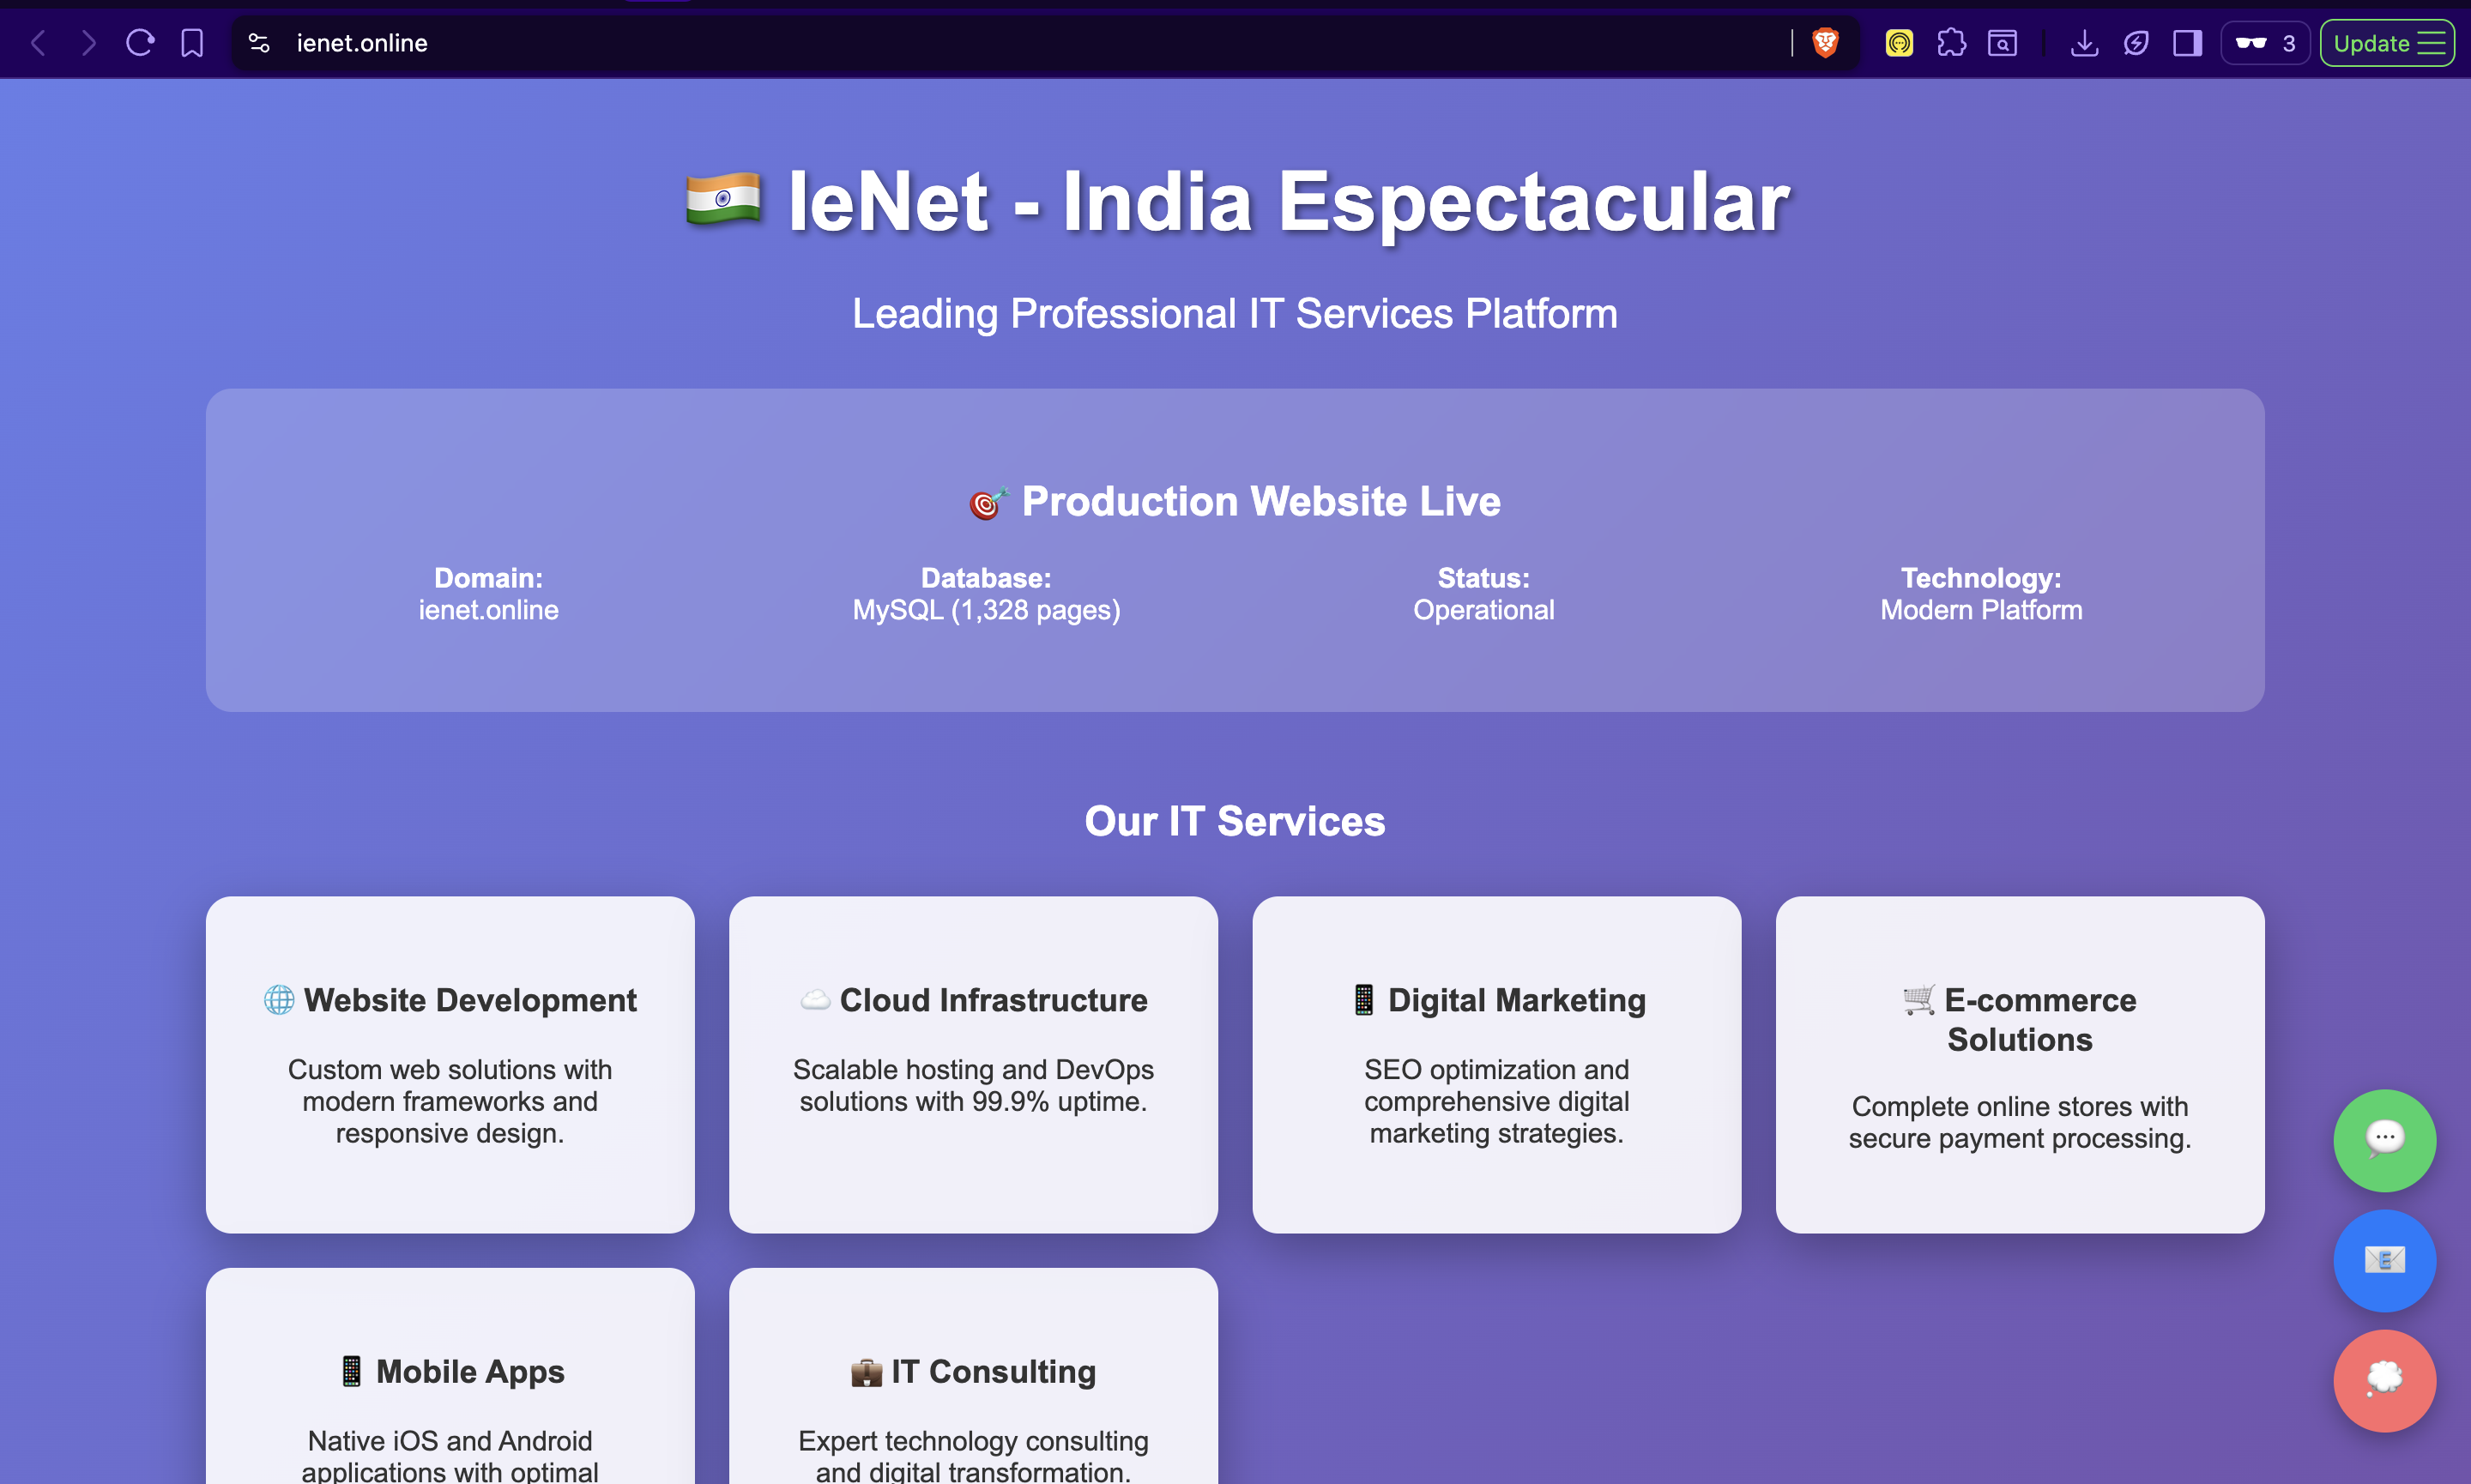 ienet.online
3
Update
🇮🇳 IeNet - India Espectacular
Leading Professional IT Services Platform
🎯 Production Website Live
Domain:
ienet.online
Database:
MySQL (1,328 pages)
Status:
Operational
Technology:
Modern Platform
Our IT Services
🌐 Website Development
Custom web solutions with
modern frameworks and
responsive design.
☁️ Cloud Infrastructure
Scalable hosting and DevOps
solutions with 99.9% uptime.
📱 Digital Marketing
SEO optimization and
comprehensive digital
marketing strategies.
🛒 E-commerce
Solutions
Complete online stores with
secure payment processing.
📱 Mobile Apps
Native iOS and Android
applications with optimal
💼 IT Consulting
Expert technology consulting
and digital transformation.